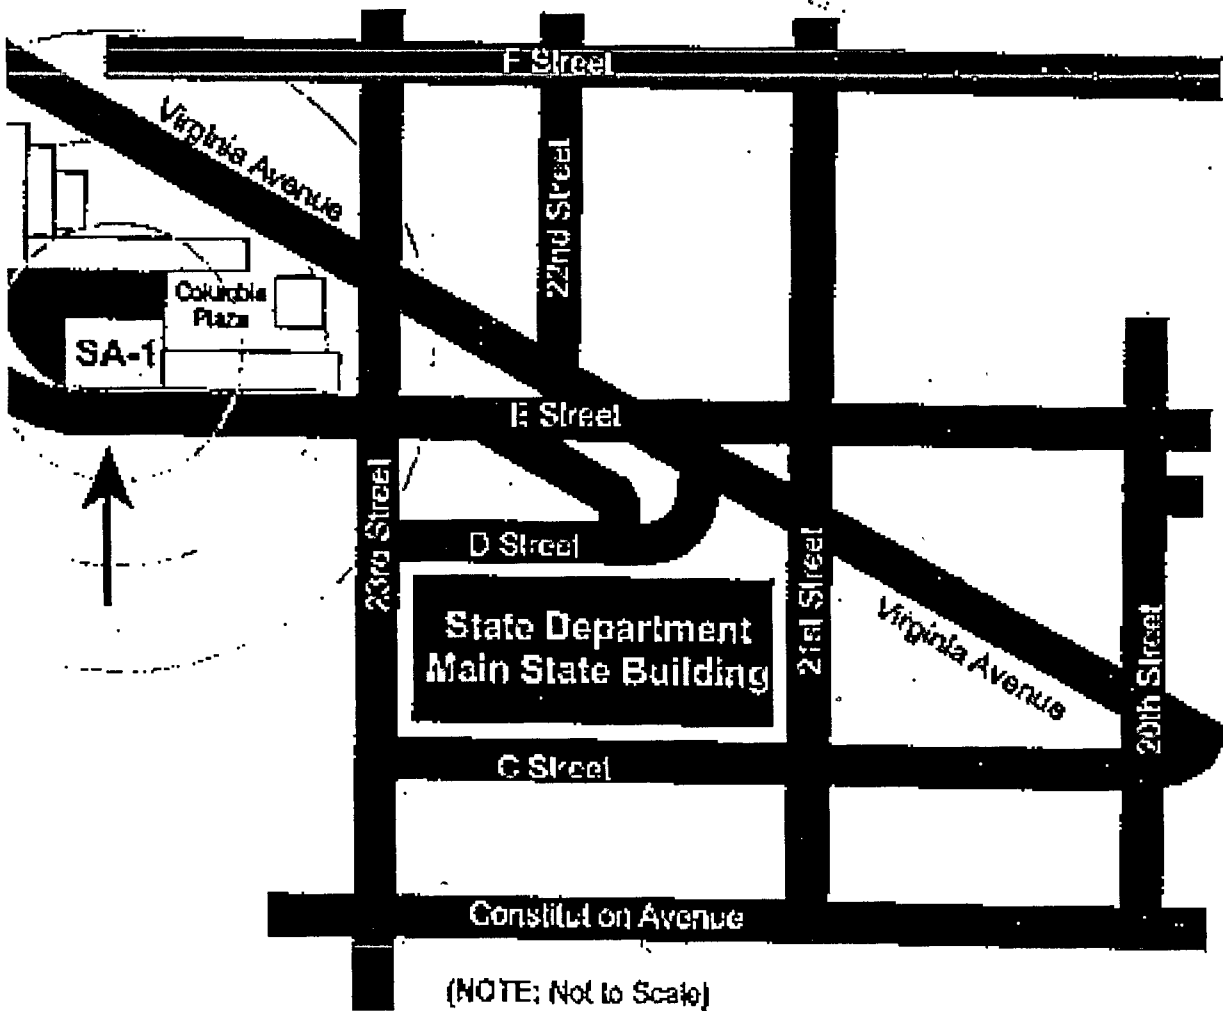 F Street
Virginia Avenue
22nd Street
Columbia
Plaza
SA-1
E Street
23rd Street
D Street
21st Street
State Department
Main State Building
Virginia Avenue
20th Street
C Street
Constitution Avenue
(NOTE: Not to Scale)